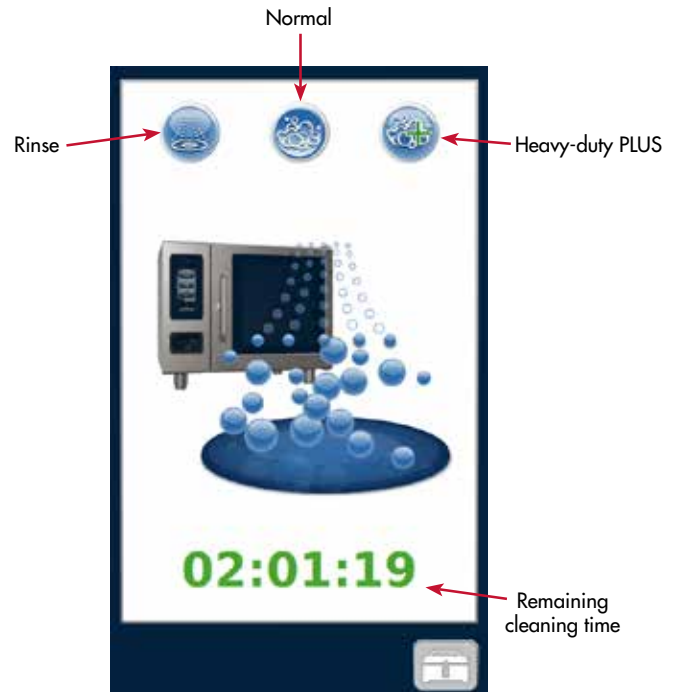 Normal
Rinse
Heavy-duty PLUS
02:01:19
Remaining
cleaning time